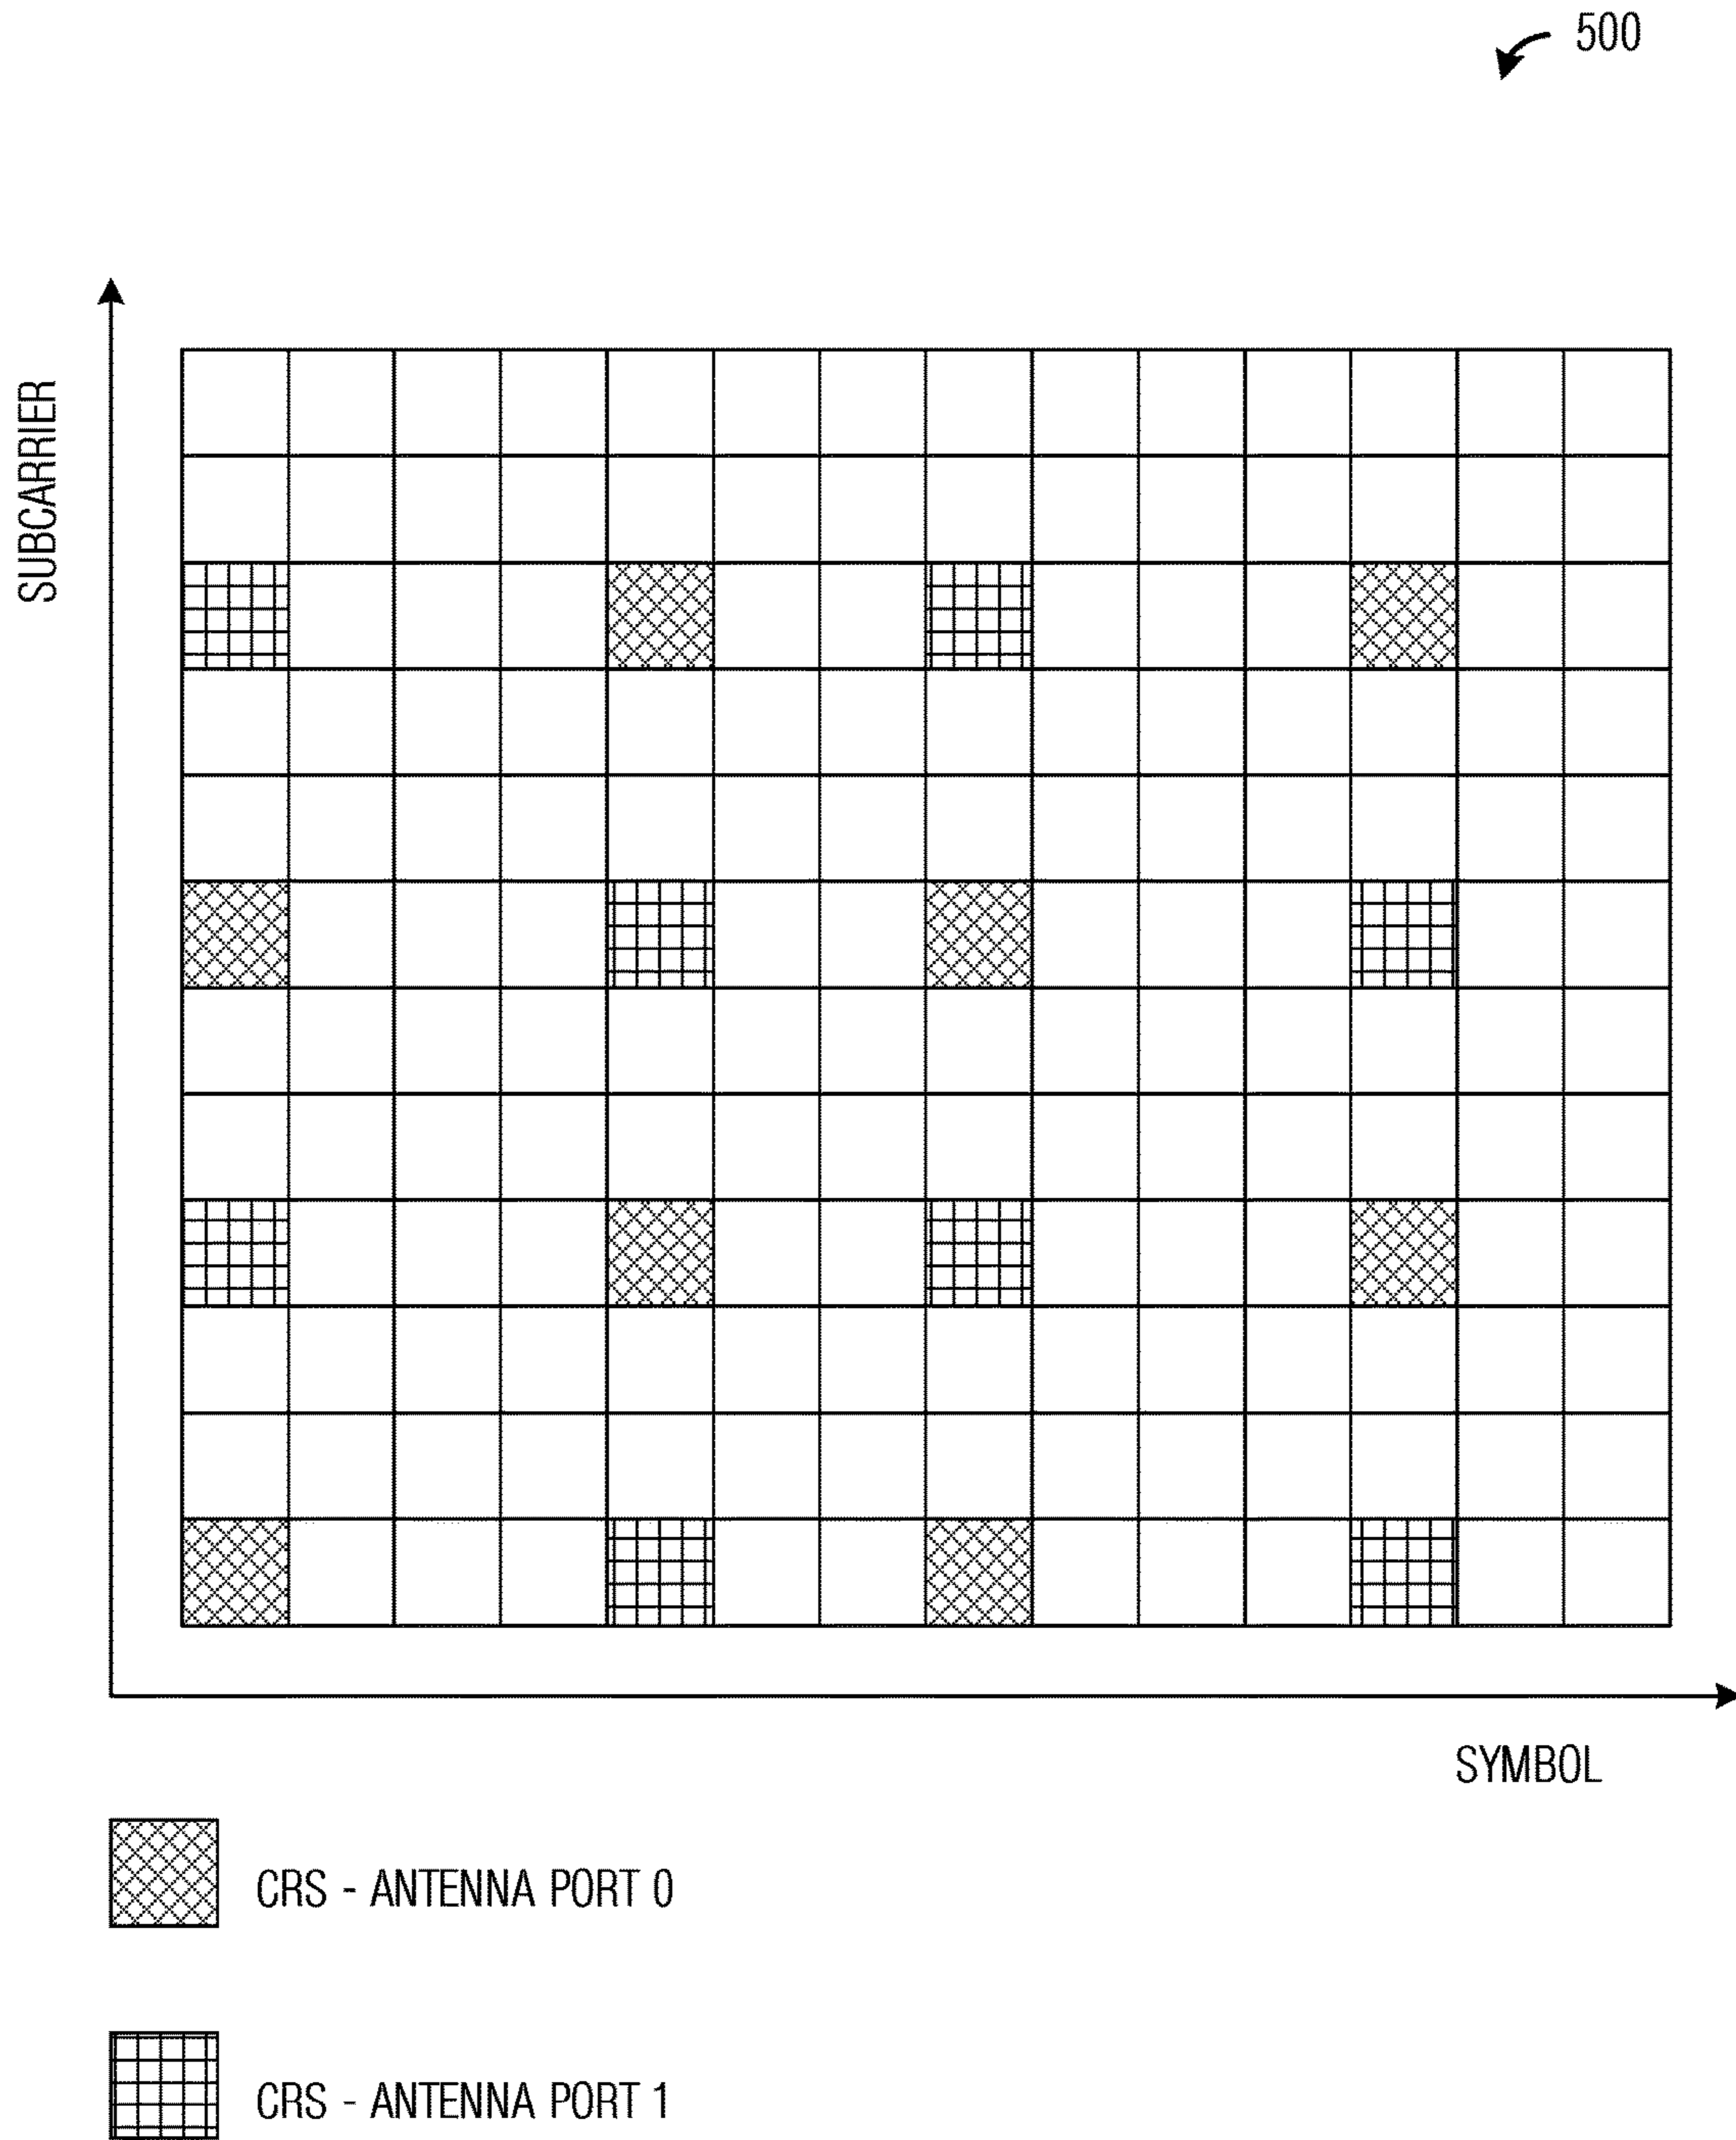 500
SUBCARRIER
SYMBOL
CRS - ANTENNA PORT 0
CRS - ANTENNA PORT 1